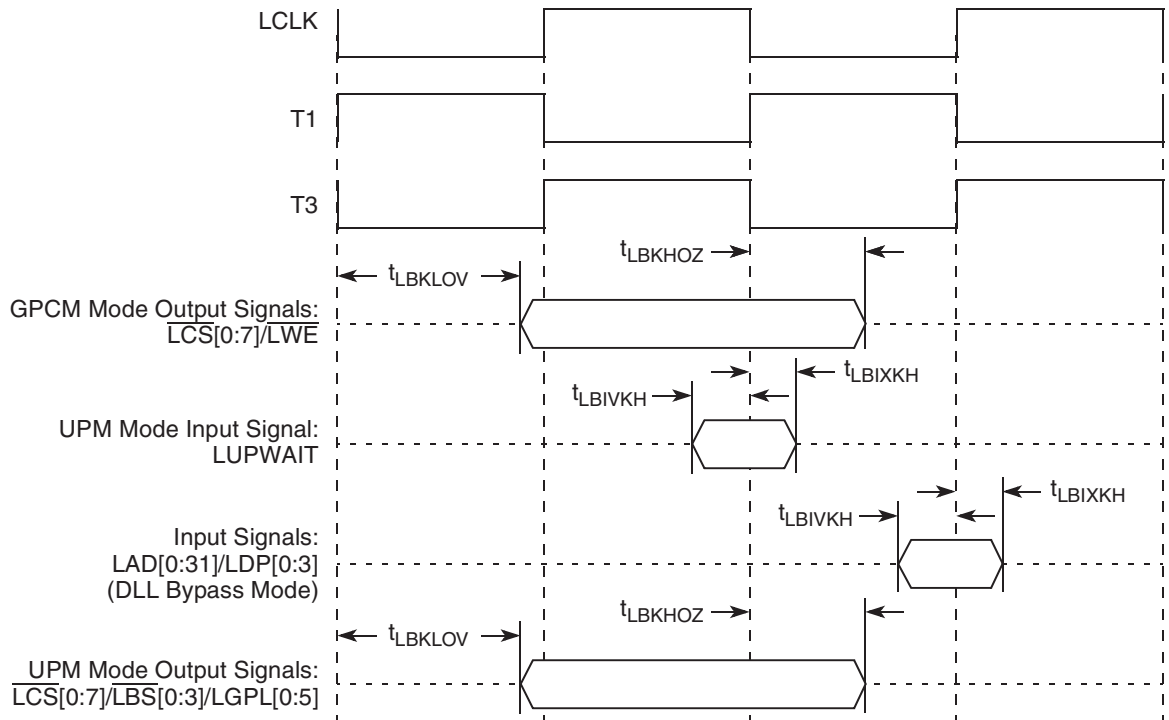 LCLK
T1
T3
tLBKHOZ
tLBKLOV
GPCM Mode Output Signals:
LCS[0:7]/LWE
tLBIXKH
tLBIVKH
UPM Mode Input Signal:
LUPWAIT
tLBIXKH
tLBIVKH
Input Signals:
LAD[0:31]/LDP[0:3]
(DLL Bypass Mode)
tLBKHOZ
tLBKLOV
UPM Mode Output Signals:
LCS[0:7]/LBS[0:3]/LGPL[0:5]